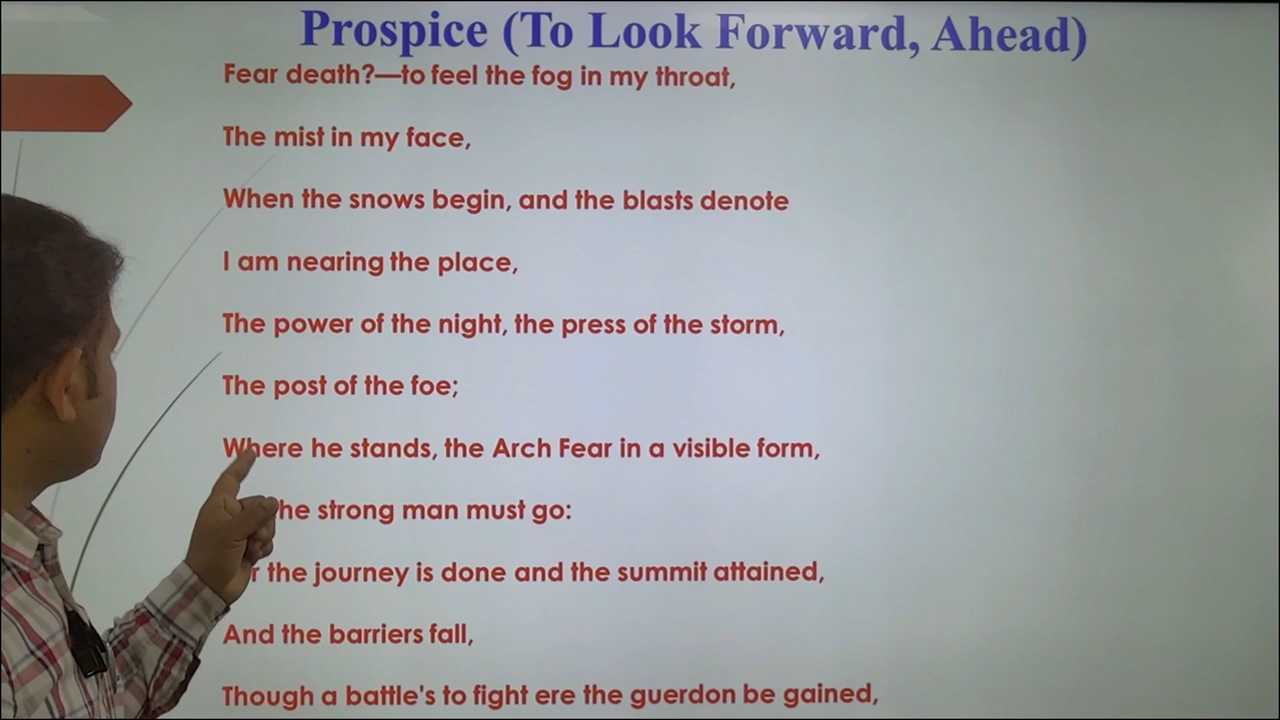 Prospice (To Look Forward, Ahead)
Fear death?—to feel the fog in my throat,
The mist in my face,
When the snows begin, and the blasts denote
I am nearing the place,
The power of the night, the press of the storm,
The post of the foe;
Where he stands, the Arch Fear in a visible form,
he strong man must go:
r the journey is done and the summit attained,
And the barriers fall,
Though a battle's to fight ere the guerdon be gained,